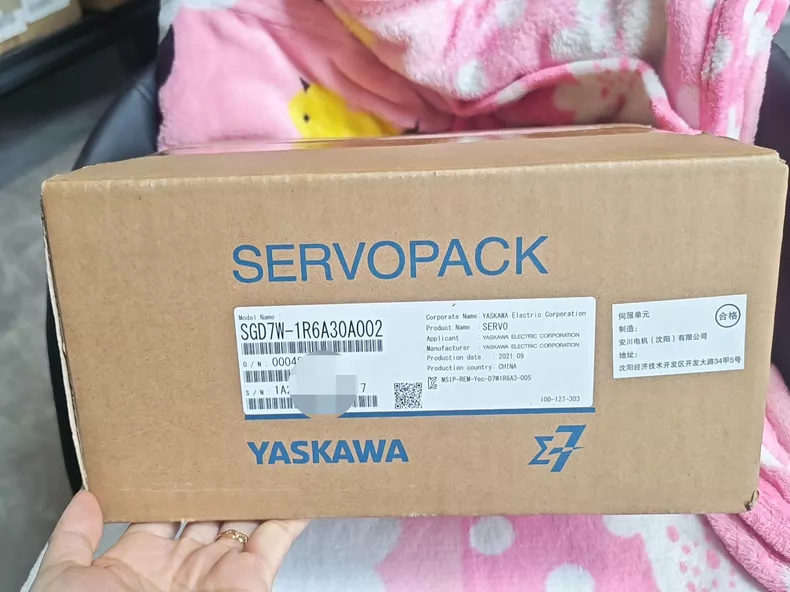 SERVOPACK
Model Name :
SGD7W-1R6A30A002
O/N : 0004
S/N : 1A2 7
Corporate Name : YASKAWA Electric Corporation
Product Name : SERVO
Applicant : YASKAWA ELECTRIC CORPORATION
Manufacturer : YASKAWA ELECTRIC CORPORATION
Production date : 2021.09
Production country : CHINA
MSIP-REM-Yec-D7W1R6A3-005
100-127-303
伺服单元
合格
制造:
安川电机(沈阳)有限公司
地址:
沈阳经济技术开发区开发大路34甲5号
YASKAWA
Σ7